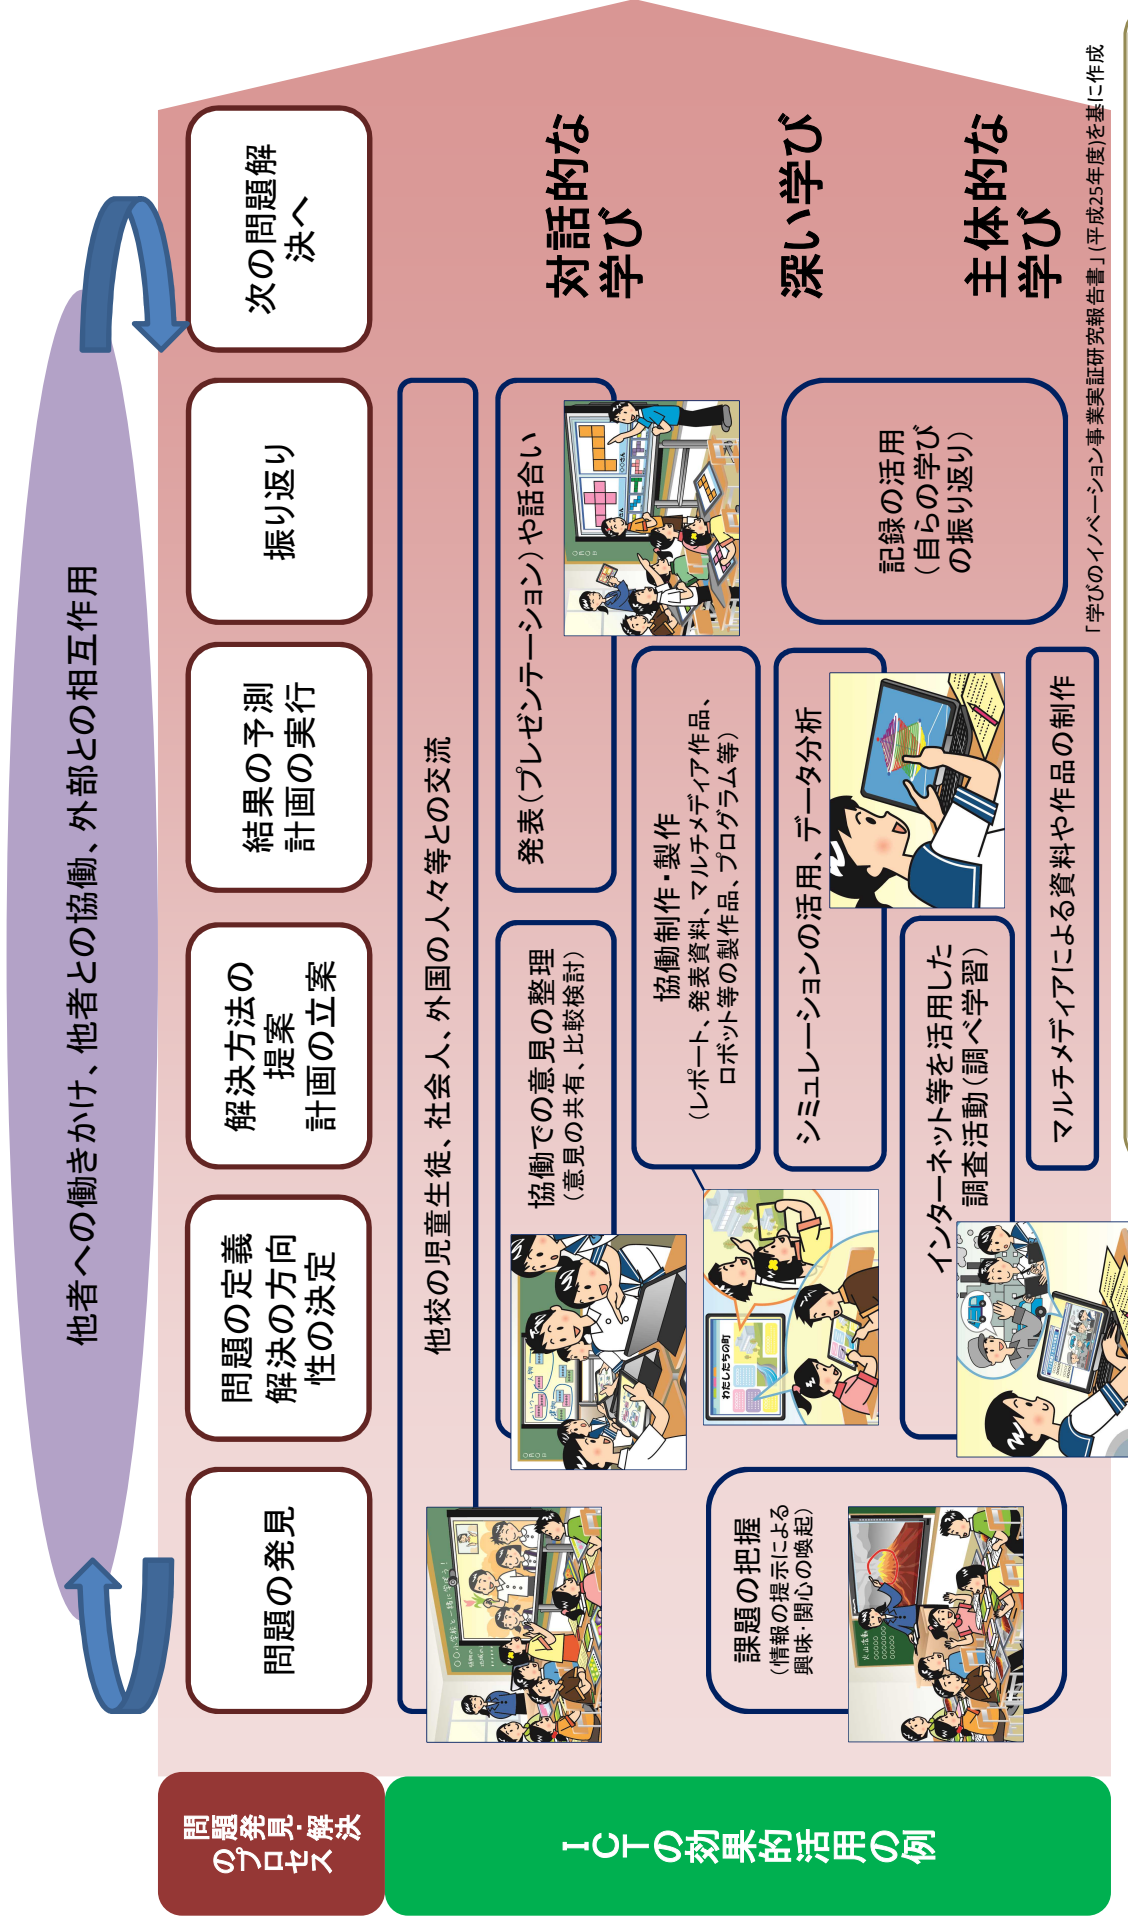 他者への働きかけ、他者との協働、外部との相互作用
問題発見・解決
のプロセス
問題の発見
問題の定義
解決の方向
性の決定
解決方法の
提案
計画の立案
結果の予測
計画の実行
振り返り
次の問題解
決へ
ICTの効果的活用の例
他校の児童生徒、社会人、外国の人々等との交流
協働での意見の整理
(意見の共有、比較検討)
発表(プレゼンテーション)や話合い
対話的な
学び
協働制作・製作
(レポート、発表資料、マルチメディア作品、
ロボット等の製作品、プログラム等)
わたしたちの町
課題の把握
(情報の提示による
興味・関心の喚起)
シミュレーションの活用、データ分析
深い学び
インターネット等を活用した
調査活動(調べ学習)
記録の活用
(自らの学び
の振り返り)
主体的な
学び
マルチメディアによる資料や作品の制作
「学びのイノベーション事業実証研究報告書」(平成25年度)を基に作成